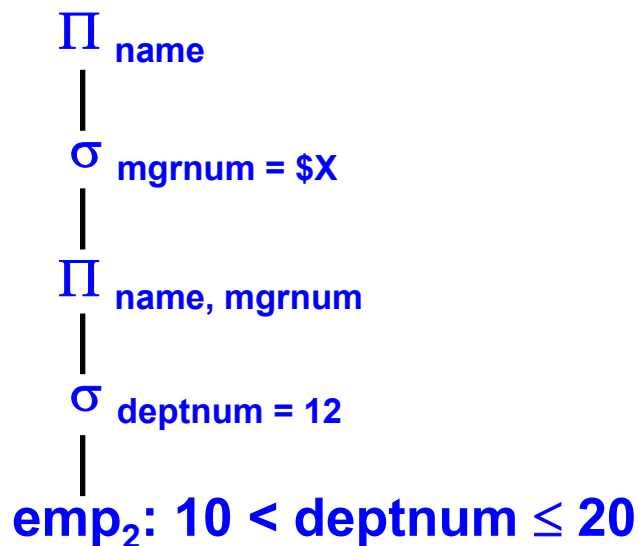 Π name
σ mgrnum = $X
Π name, mgrnum
σ deptnum = 12
emp₂: 10 < deptnum ≤ 20